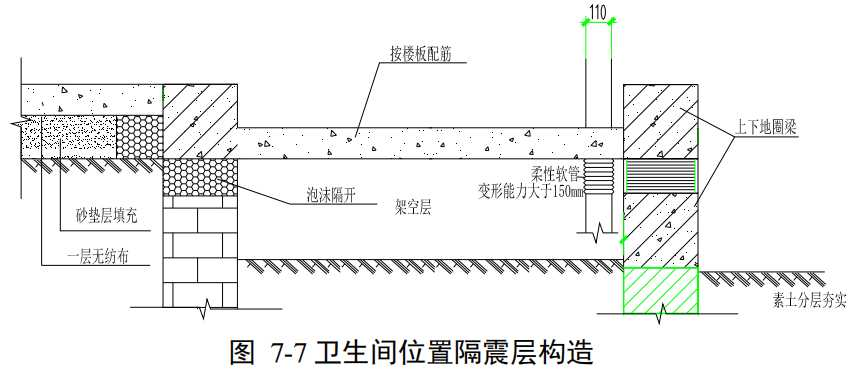 110
按楼板配筋
上下地圈梁
柔性软管
变形能力大于150mm
泡沫隔开
架空层
砂垫层填充
一层无纺布
素土分层夯实
图 7-7 卫生间位置隔震层构造